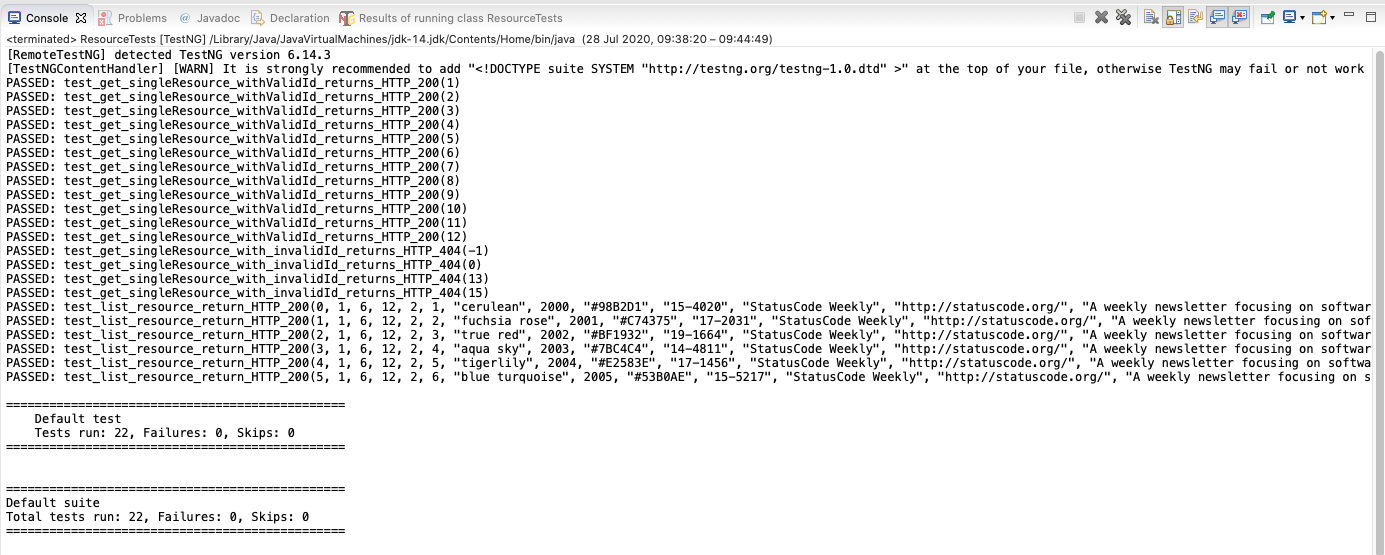 Console Problems Javadoc Declaration Results of running class ResourceTests
<terminated> ResourceTests [TestNG] /Library/Java/JavaVirtualMachines/jdk-14.jdk/Contents/Home/bin/java (28 Jul 2020, 09:38:20 – 09:44:49)
[RemoteTestNG] detected TestNG version 6.14.3
[TestNGContentHandler] [WARN] It is strongly recommended to add "<!DOCTYPE suite SYSTEM "http://testng.org/testng-1.0.dtd" >" at the top of your file, otherwise TestNG may fail or not work
PASSED: test_get_singleResource_withValidId_returns_HTTP_200(1)
PASSED: test_get_singleResource_withValidId_returns_HTTP_200(2)
PASSED: test_get_singleResource_withValidId_returns_HTTP_200(3)
PASSED: test_get_singleResource_withValidId_returns_HTTP_200(4)
PASSED: test_get_singleResource_withValidId_returns_HTTP_200(5)
PASSED: test_get_singleResource_withValidId_returns_HTTP_200(6)
PASSED: test_get_singleResource_withValidId_returns_HTTP_200(7)
PASSED: test_get_singleResource_withValidId_returns_HTTP_200(8)
PASSED: test_get_singleResource_withValidId_returns_HTTP_200(9)
PASSED: test_get_singleResource_withValidId_returns_HTTP_200(10)
PASSED: test_get_singleResource_withValidId_returns_HTTP_200(11)
PASSED: test_get_singleResource_withValidId_returns_HTTP_200(12)
PASSED: test_get_singleResource_with_invalidId_returns_HTTP_404(-1)
PASSED: test_get_singleResource_with_invalidId_returns_HTTP_404(0)
PASSED: test_get_singleResource_with_invalidId_returns_HTTP_404(13)
PASSED: test_get_singleResource_with_invalidId_returns_HTTP_404(15)
PASSED: test_list_resource_return_HTTP_200(0, 1, 6, 12, 2, 1, "cerulean", 2000, "#98B2D1", "15-4020", "StatusCode Weekly", "http://statuscode.org/", "A weekly newsletter focusing on softwar
PASSED: test_list_resource_return_HTTP_200(1, 1, 6, 12, 2, 2, "fuchsia rose", 2001, "#C74375", "17-2031", "StatusCode Weekly", "http://statuscode.org/", "A weekly newsletter focusing on sof
PASSED: test_list_resource_return_HTTP_200(2, 1, 6, 12, 2, 3, "true red", 2002, "#BF1932", "19-1664", "StatusCode Weekly", "http://statuscode.org/", "A weekly newsletter focusing on softwar
PASSED: test_list_resource_return_HTTP_200(3, 1, 6, 12, 2, 4, "aqua sky", 2003, "#7BC4C4", "14-4811", "StatusCode Weekly", "http://statuscode.org/", "A weekly newsletter focusing on softwar
PASSED: test_list_resource_return_HTTP_200(4, 1, 6, 12, 2, 5, "tigerlily", 2004, "#E2583E", "17-1456", "StatusCode Weekly", "http://statuscode.org/", "A weekly newsletter focusing on softwa
PASSED: test_list_resource_return_HTTP_200(5, 1, 6, 12, 2, 6, "blue turquoise", 2005, "#53B0AE", "15-5217", "StatusCode Weekly", "http://statuscode.org/", "A weekly newsletter focusing on s
===============================================
Default test
Tests run: 22, Failures: 0, Skips: 0
===============================================
===============================================
Default suite
Total tests run: 22, Failures: 0, Skips: 0
===============================================